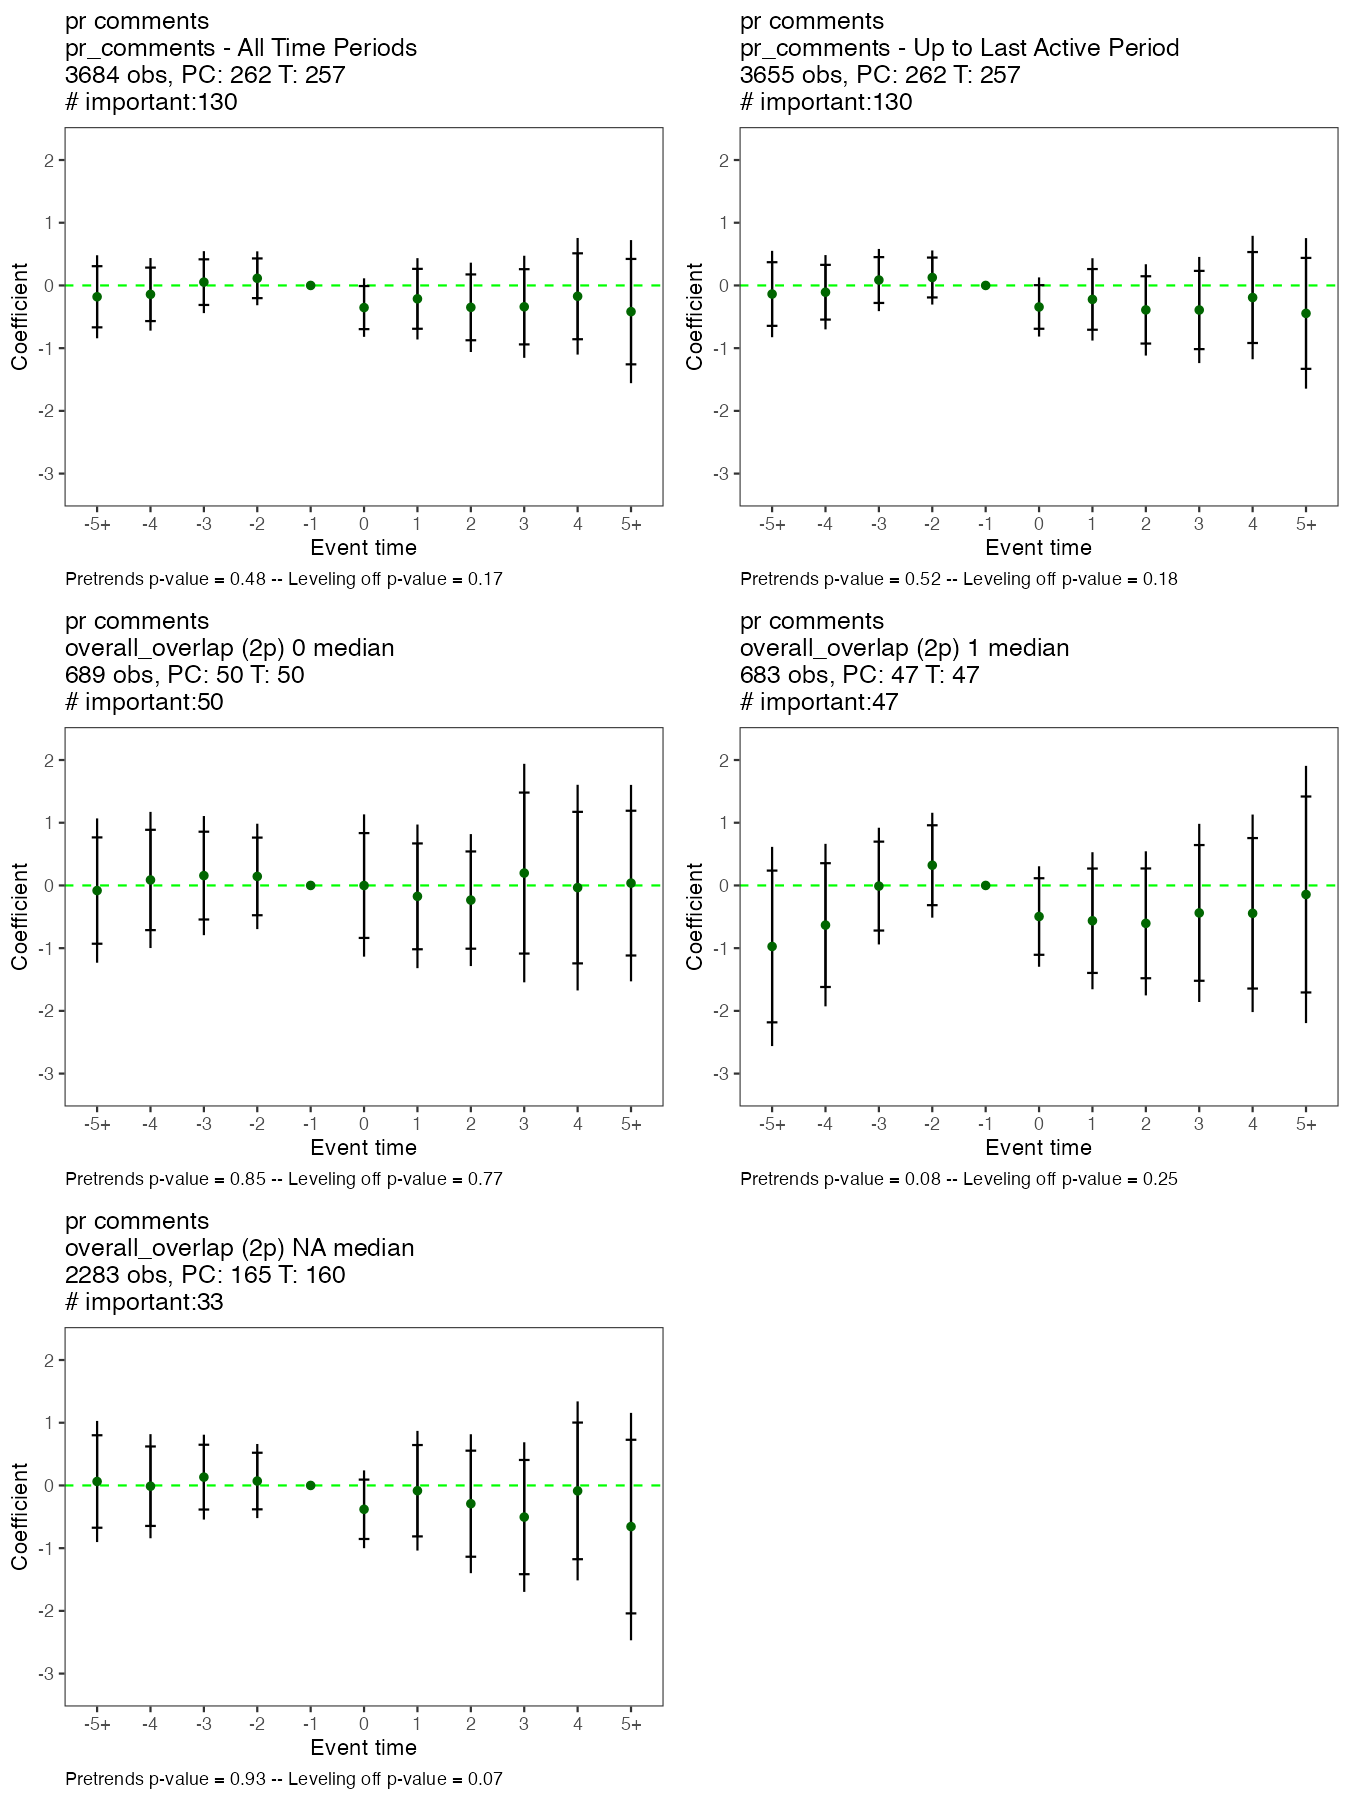 pr comments
pr_comments - All Time Periods
3684 obs, PC: 262 T: 257
# important:130
2
1
0
-1
-2
-3
Coefficient
-5+ -4 -3 -2 -1 0 1 2 3 4 5+
Event time
Pretrends p-value = 0.48 -- Leveling off p-value = 0.17
pr comments
pr_comments - Up to Last Active Period
3655 obs, PC: 262 T: 257
# important:130
2
1
0
-1
-2
-3
Coefficient
-5+ -4 -3 -2 -1 0 1 2 3 4 5+
Event time
Pretrends p-value = 0.52 -- Leveling off p-value = 0.18
pr comments
overall_overlap (2p) 0 median
689 obs, PC: 50 T: 50
# important:50
2
1
0
-1
-2
-3
Coefficient
-5+ -4 -3 -2 -1 0 1 2 3 4 5+
Event time
Pretrends p-value = 0.85 -- Leveling off p-value = 0.77
pr comments
overall_overlap (2p) 1 median
683 obs, PC: 47 T: 47
# important:47
2
1
0
-1
-2
-3
Coefficient
-5+ -4 -3 -2 -1 0 1 2 3 4 5+
Event time
Pretrends p-value = 0.08 -- Leveling off p-value = 0.25
pr comments
overall_overlap (2p) NA median
2283 obs, PC: 165 T: 160
# important:33
2
1
0
-1
-2
-3
Coefficient
-5+ -4 -3 -2 -1 0 1 2 3 4 5+
Event time
Pretrends p-value = 0.93 -- Leveling off p-value = 0.07